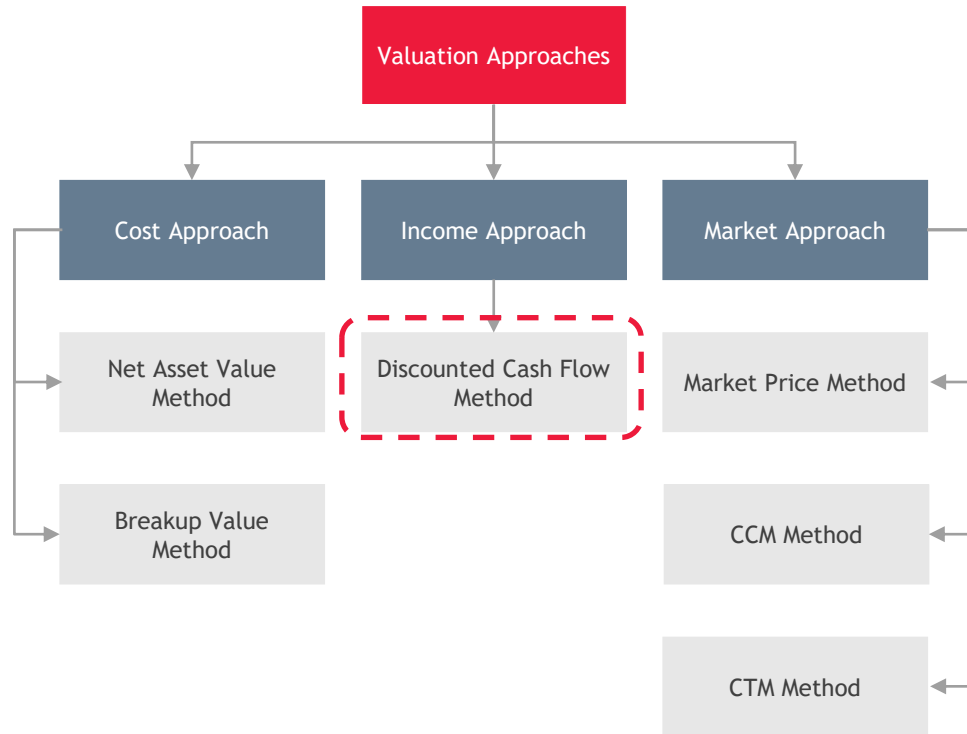 Valuation Approaches
Cost Approach
Income Approach
Market Approach
Net Asset Value
Method
Discounted Cash Flow
Method
Market Price Method
Breakup Value
Method
CCM Method
CTM Method